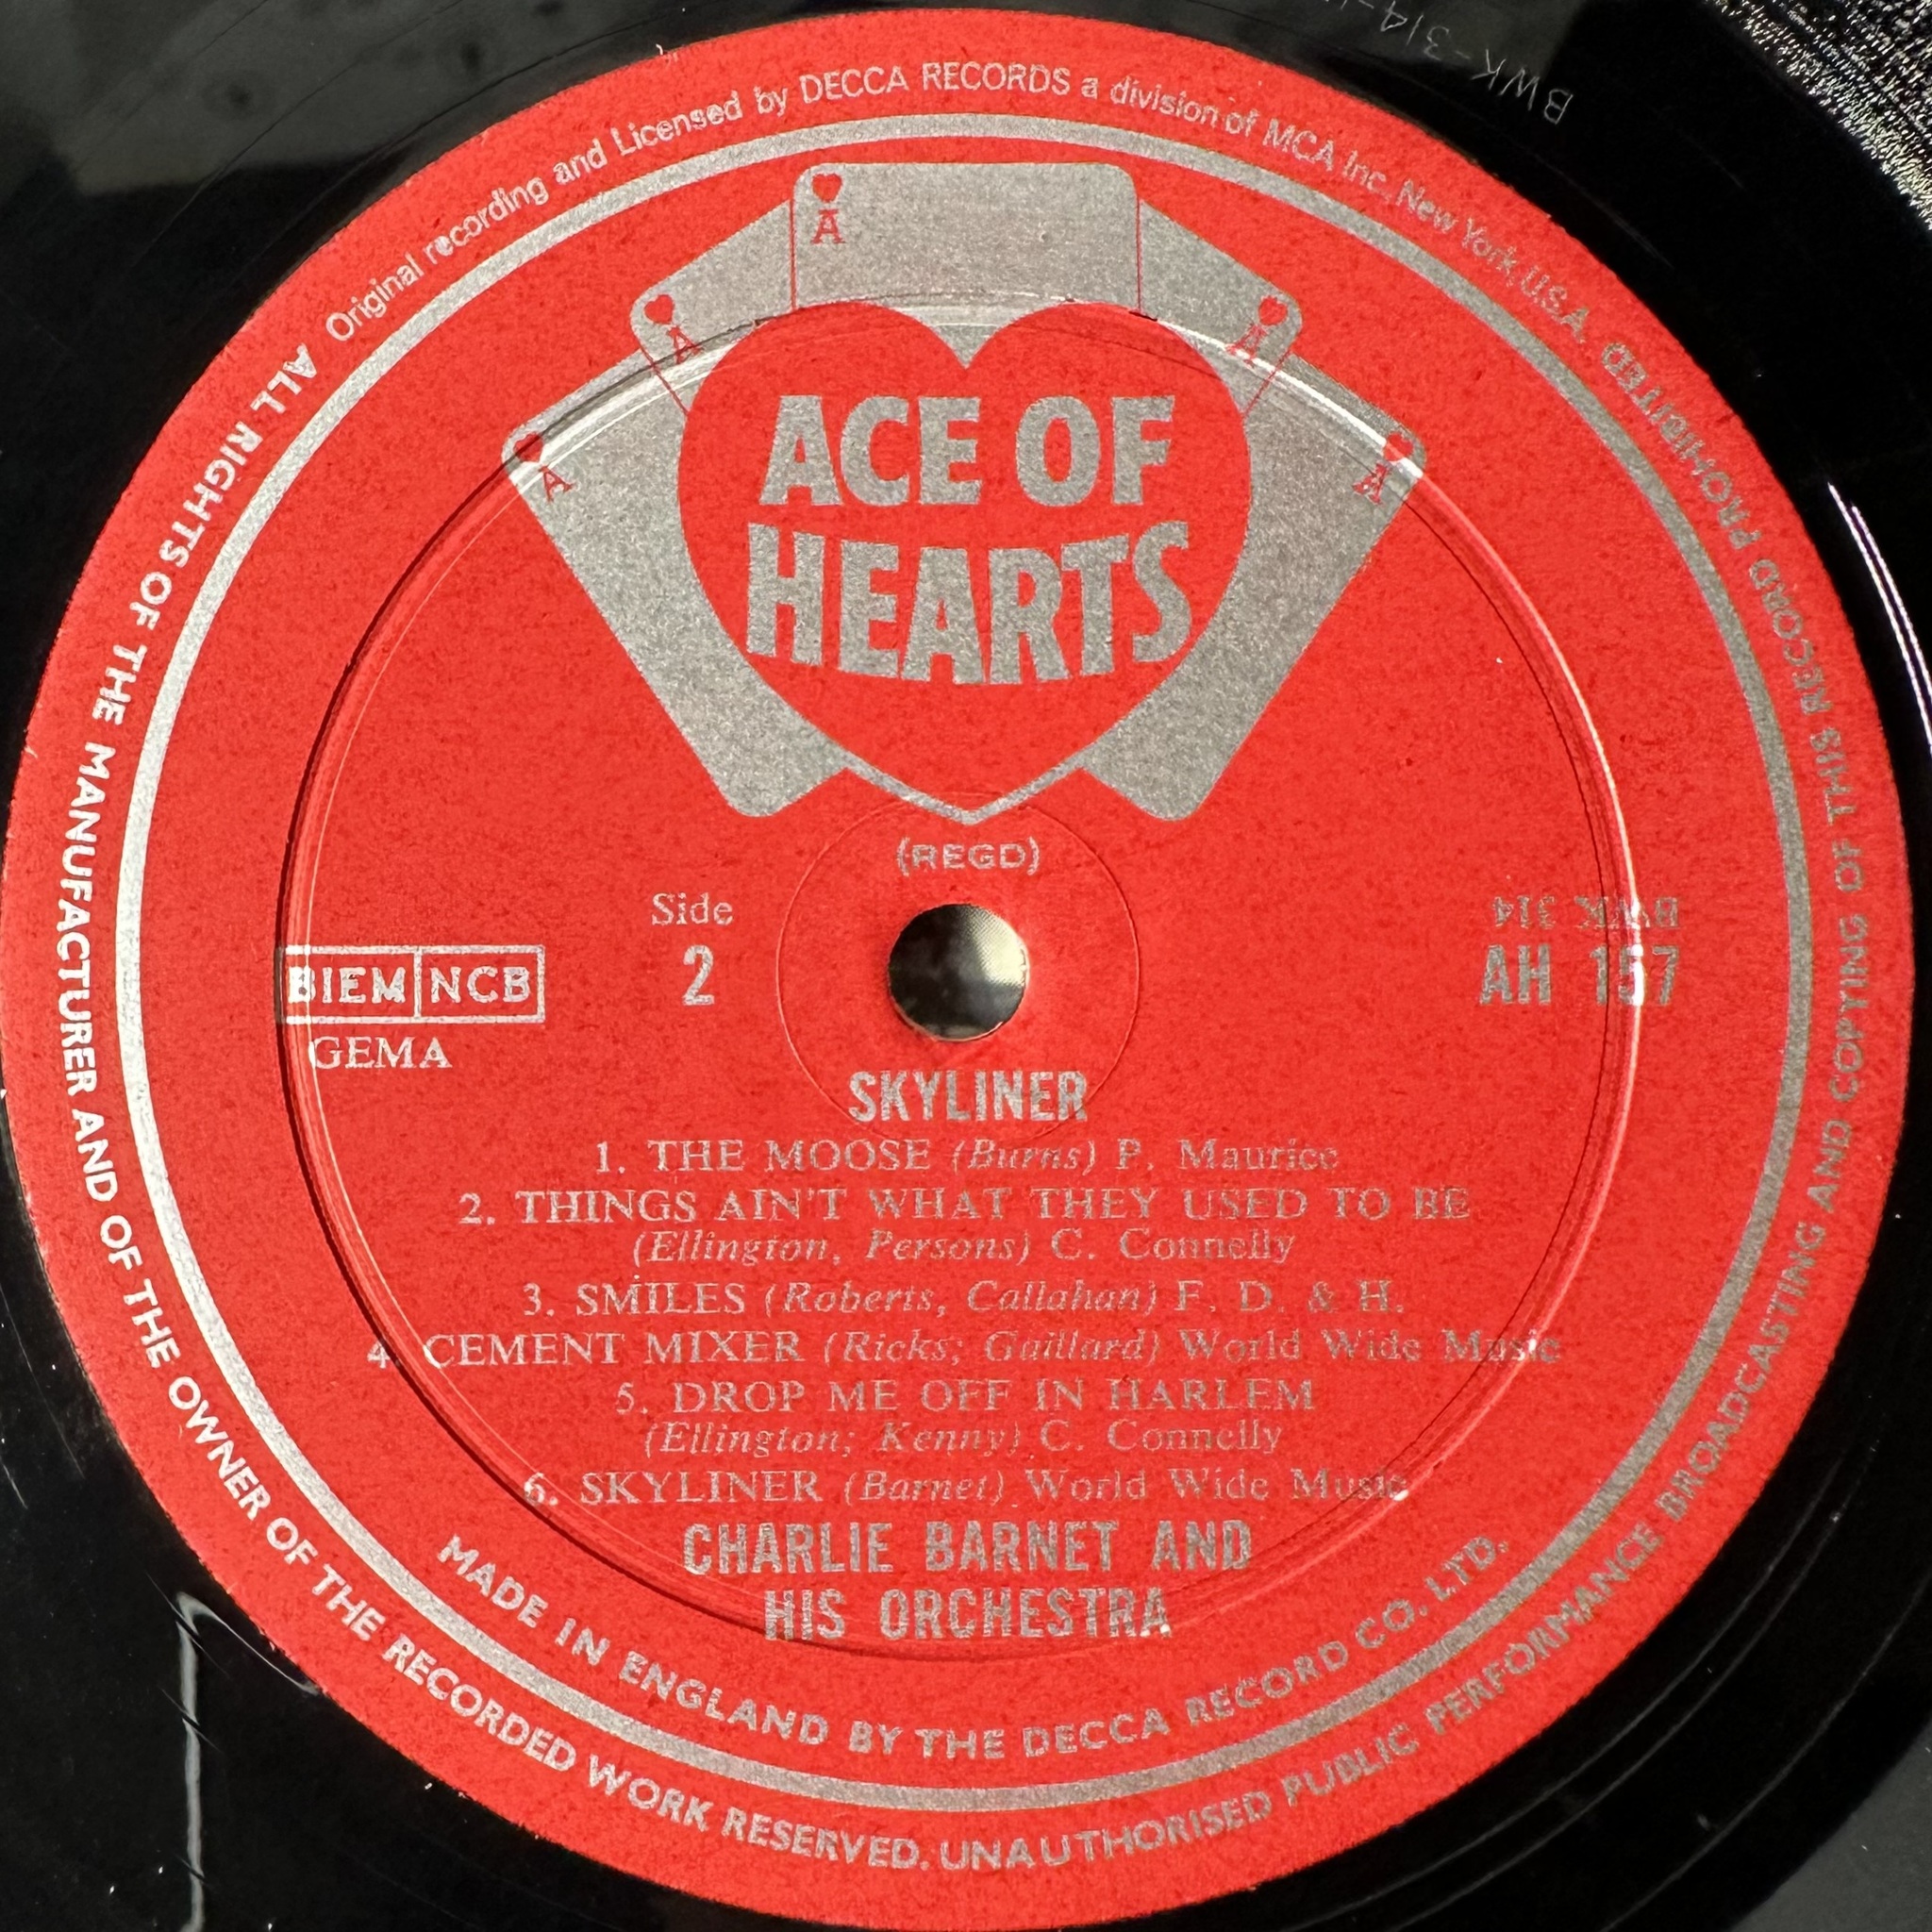 BWK-314-
Original recording and Licensed by DECCA RECORDS a division of MCA Inc., New York, U.S.A.
ALL RIGHTS OF THE MANUFACTURER AND OF THE OWNER OF THE RECORDED WORK RESERVED. UNAUTHORISED PUBLIC PERFORMANCE BROADCASTING AND COPYING OF THIS RECORD PROHIBITED
A
A
A
A
A
ACE OF
HEARTS
(REGD)
Side
2
BIEM NCB
GEMA
BWK 314
AH 157
SKYLINER
1. THE MOOSE (Burns) P. Maurice
2. THINGS AIN'T WHAT THEY USED TO BE
(Ellington, Persons) C. Connelly
3. SMILES (Roberts, Callahan) F. D. & H.
4. CEMENT MIXER (Ricks; Gaillard) World Wide Music
5. DROP ME OFF IN HARLEM
(Ellington; Kenny) C. Connelly
6. SKYLINER (Barnet) World Wide Music
CHARLIE BARNET AND
HIS ORCHESTRA
MADE IN ENGLAND BY THE DECCA RECORD CO. LTD.